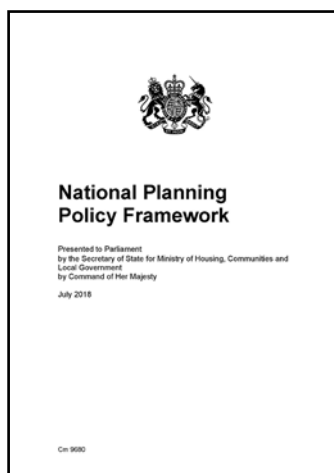 National Planning
Policy Framework
Presented to Parliament
by the Secretary of State for Ministry of Housing, Communities and
Local Government
by Command of Her Majesty
July 2018
Cm 9680